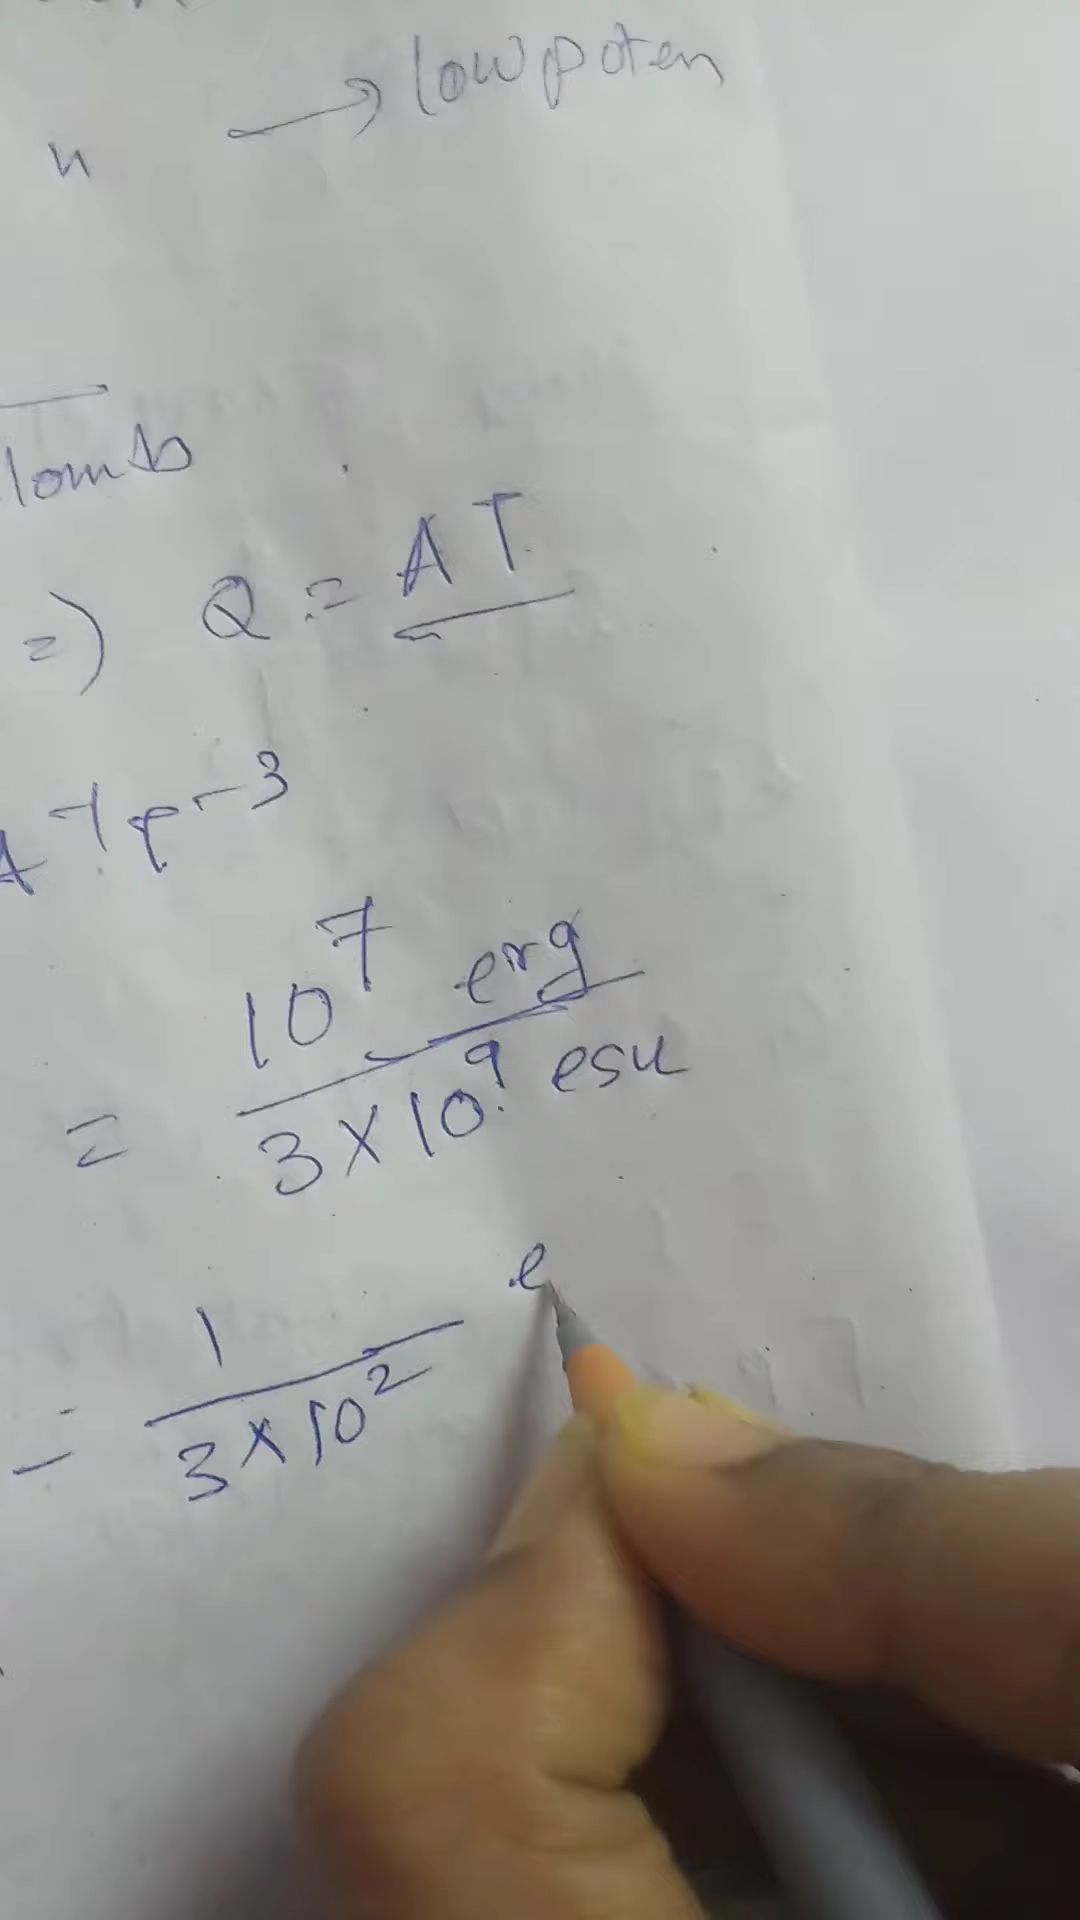 n → low poten
lomb
=) Q = AT
A⁻¹T⁻³
= 10⁷ erg / 3×10⁹ esu
= 1 / 3×10² e